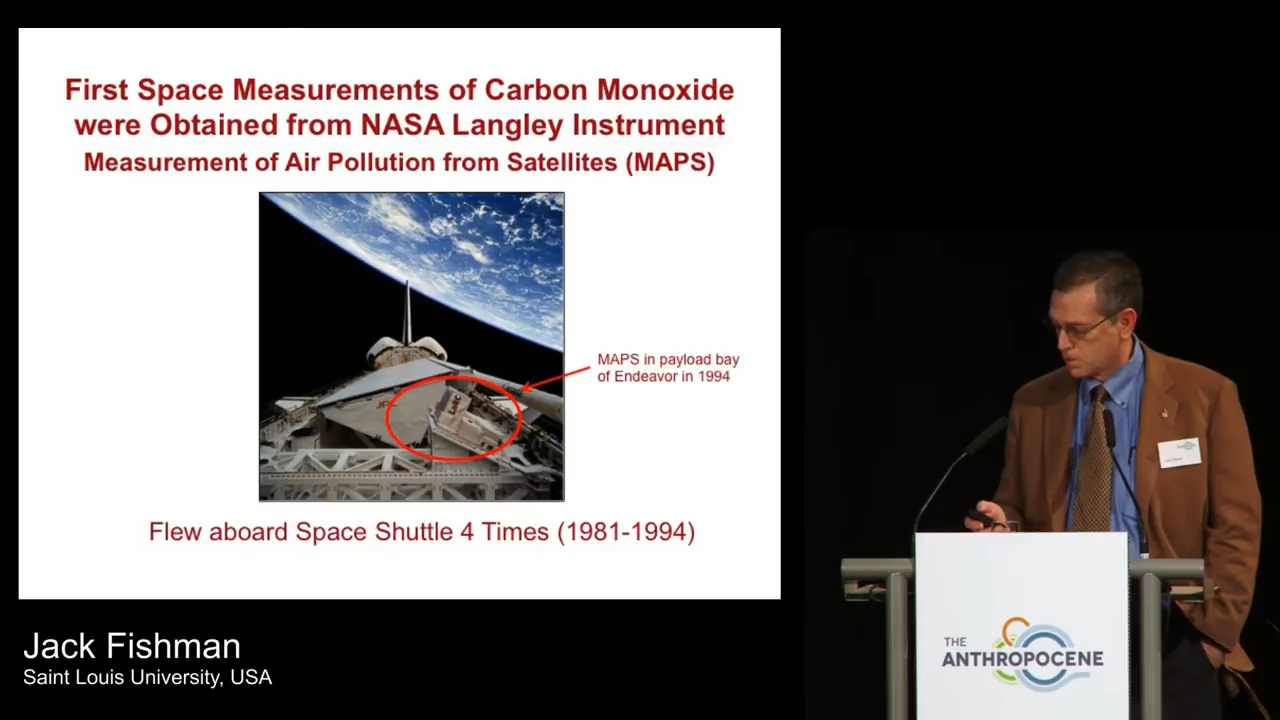 First Space Measurements of Carbon Monoxide
were Obtained from NASA Langley Instrument
Measurement of Air Pollution from Satellites (MAPS)
MAPS in payload bay
of Endeavor in 1994
JPL
LaRC
Flew aboard Space Shuttle 4 Times (1981-1994)
Jack Fishman
Saint Louis University, USA
THE
ANTHROPOCENE